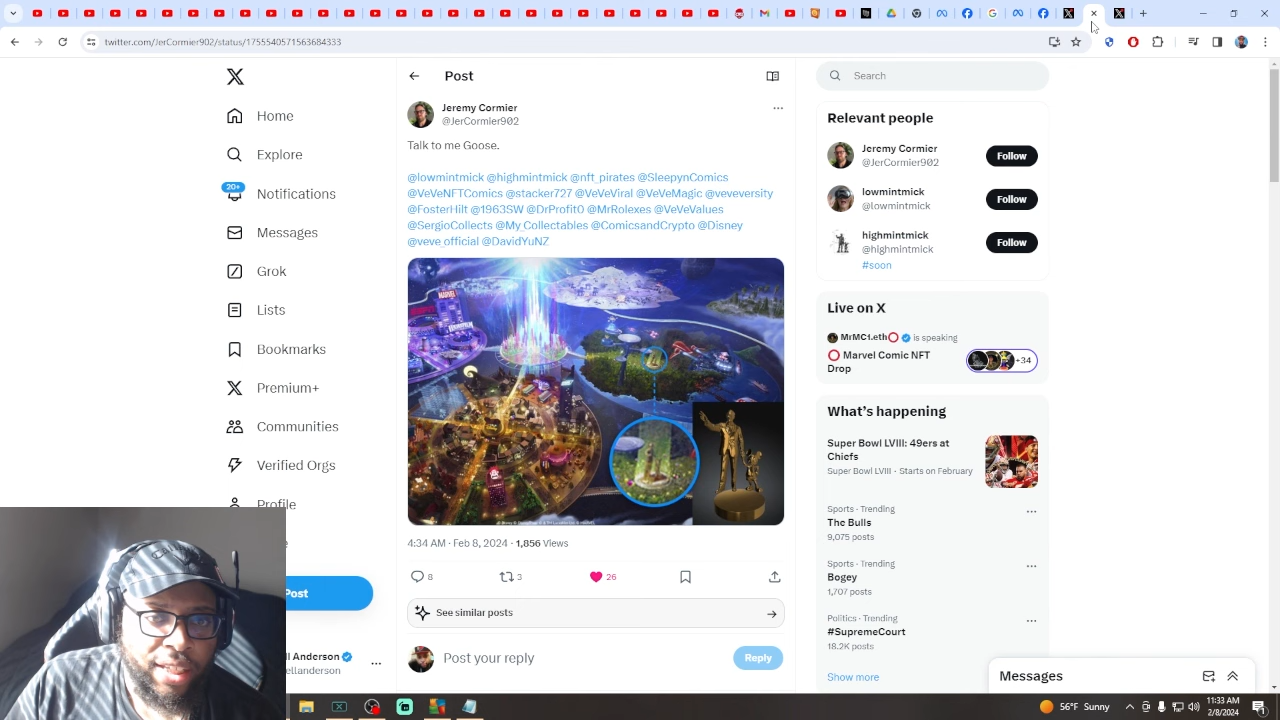 twitter.com/JerCormier902/status/1755540571563684333
Home
Explore
20+
Notifications
Messages
Grok
Lists
Bookmarks
Premium+
Communities
Verified Orgs
Profile
Post
ll Anderson
ellanderson
Post
Jeremy Cormier
@JerCormier902
Talk to me Goose.
@lowmintmick @highmintmick @nft_pirates @SleepynComics
@VeVeNFTComics @stacker727 @VeVeViral @VeVeMagic @veveversity
@FosterHilt @1963SW @DrProfit0 @MrRolexes @VeVeValues
@SergioCollects @My_Collectables @ComicsandCrypto @Disney
@veve_official @DavidYuNZ
MARVEL
4:34 AM · Feb 8, 2024 · 1,856 Views
8
3
26
See similar posts
Post your reply
Reply
Search
Relevant people
Jeremy Cormier
@JerCormier902
Follow
lowmintmick
@lowmintmick
Follow
highmintmick
@highmintmick
Follow
#soon
Live on X
MrMC1.eth⭕ is speaking
⭕ Marvel Comic NFT
Drop
+34
What's happening
Super Bowl LVIII: 49ers at
Chiefs
Super Bowl LVIII · Starts on February
Sports · Trending
The Bulls
9,075 posts
Sports · Trending
Bogey
1,707 posts
Politics · Trending
#SupremeCourt
18.2K posts
Show more
Messages
56°F Sunny
11:33 AM
2/8/2024